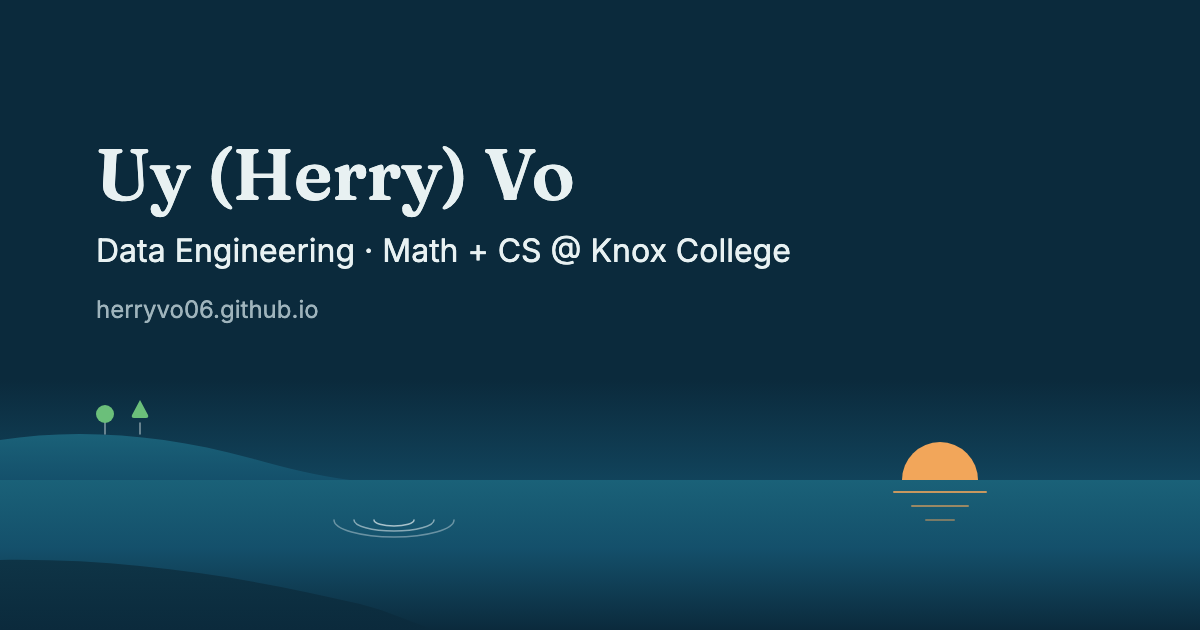 Uy (Herry) Vo
Data Engineering · Math + CS @ Knox College
herryvo06.github.io